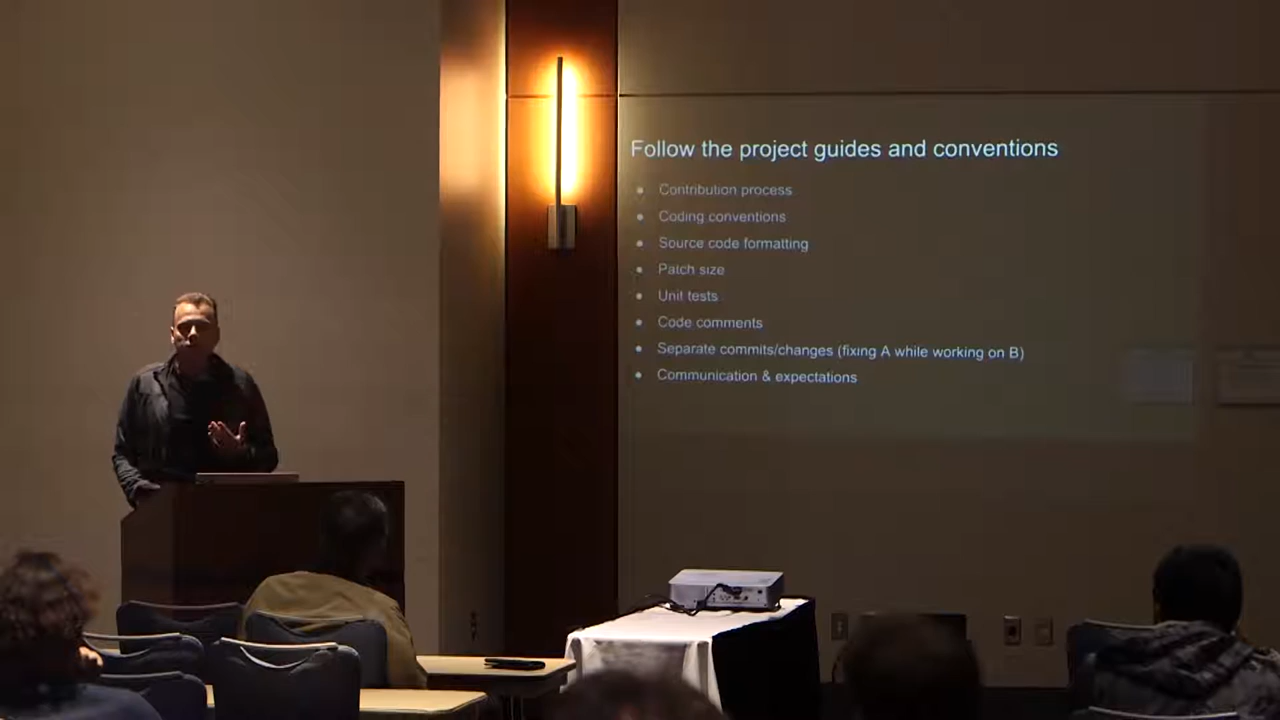 Follow the project guides and conventions
● Contribution process
● Coding conventions
● Source code formatting
● Patch size
● Unit tests
● Code comments
● Separate commits/changes (fixing A while working on B)
● Communication & expectations